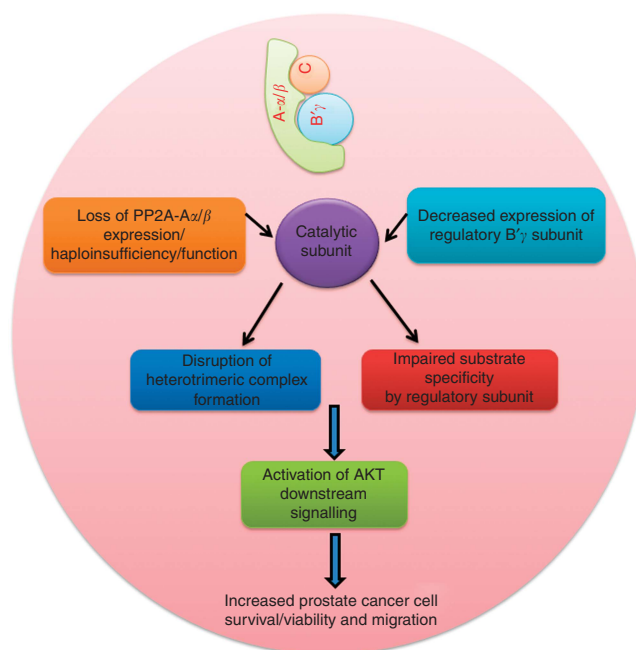 A-α/β
C
B′γ
Loss of PP2A-Aα/β
expression/
haploinsufficiency/function
Catalytic
subunit
Decreased expression of
regulatory B′γ subunit
Disruption of
heterotrimeric complex
formation
Impaired substrate
specificity
by regulatory subunit
Activation of AKT
downstream
signalling
Increased prostate cancer cell
survival/viability and migration